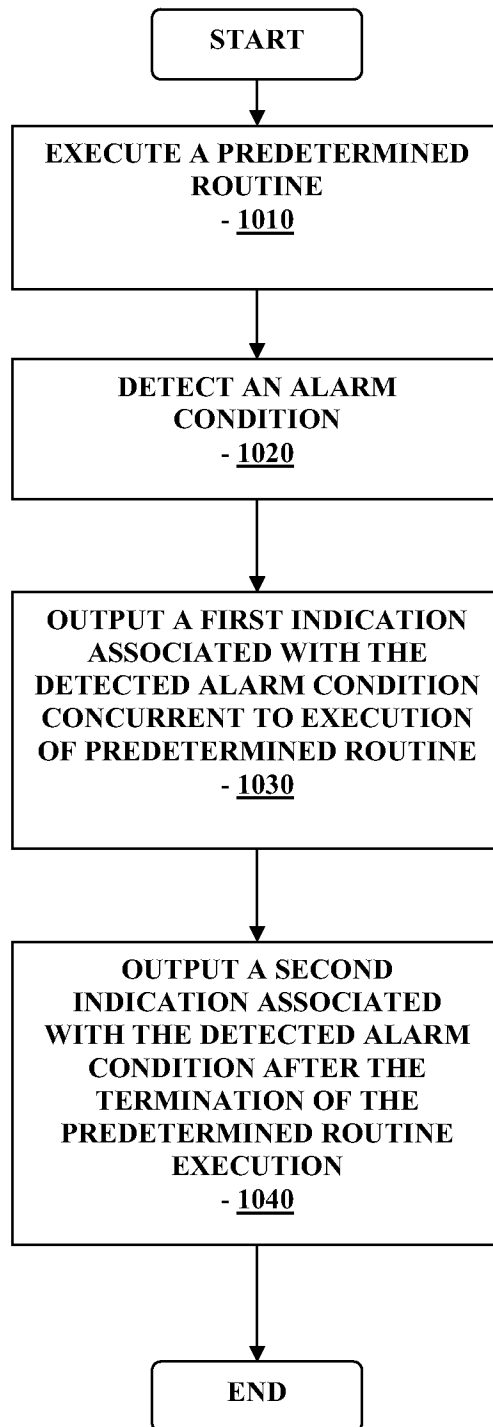 START
EXECUTE A PREDETERMINED
ROUTINE
- 1010
DETECT AN ALARM
CONDITION
- 1020
OUTPUT A FIRST INDICATION
ASSOCIATED WITH THE
DETECTED ALARM CONDITION
CONCURRENT TO EXECUTION
OF PREDETERMINED ROUTINE
- 1030
OUTPUT A SECOND
INDICATION ASSOCIATED
WITH THE DETECTED ALARM
CONDITION AFTER THE
TERMINATION OF THE
PREDETERMINED ROUTINE
EXECUTION
- 1040
END